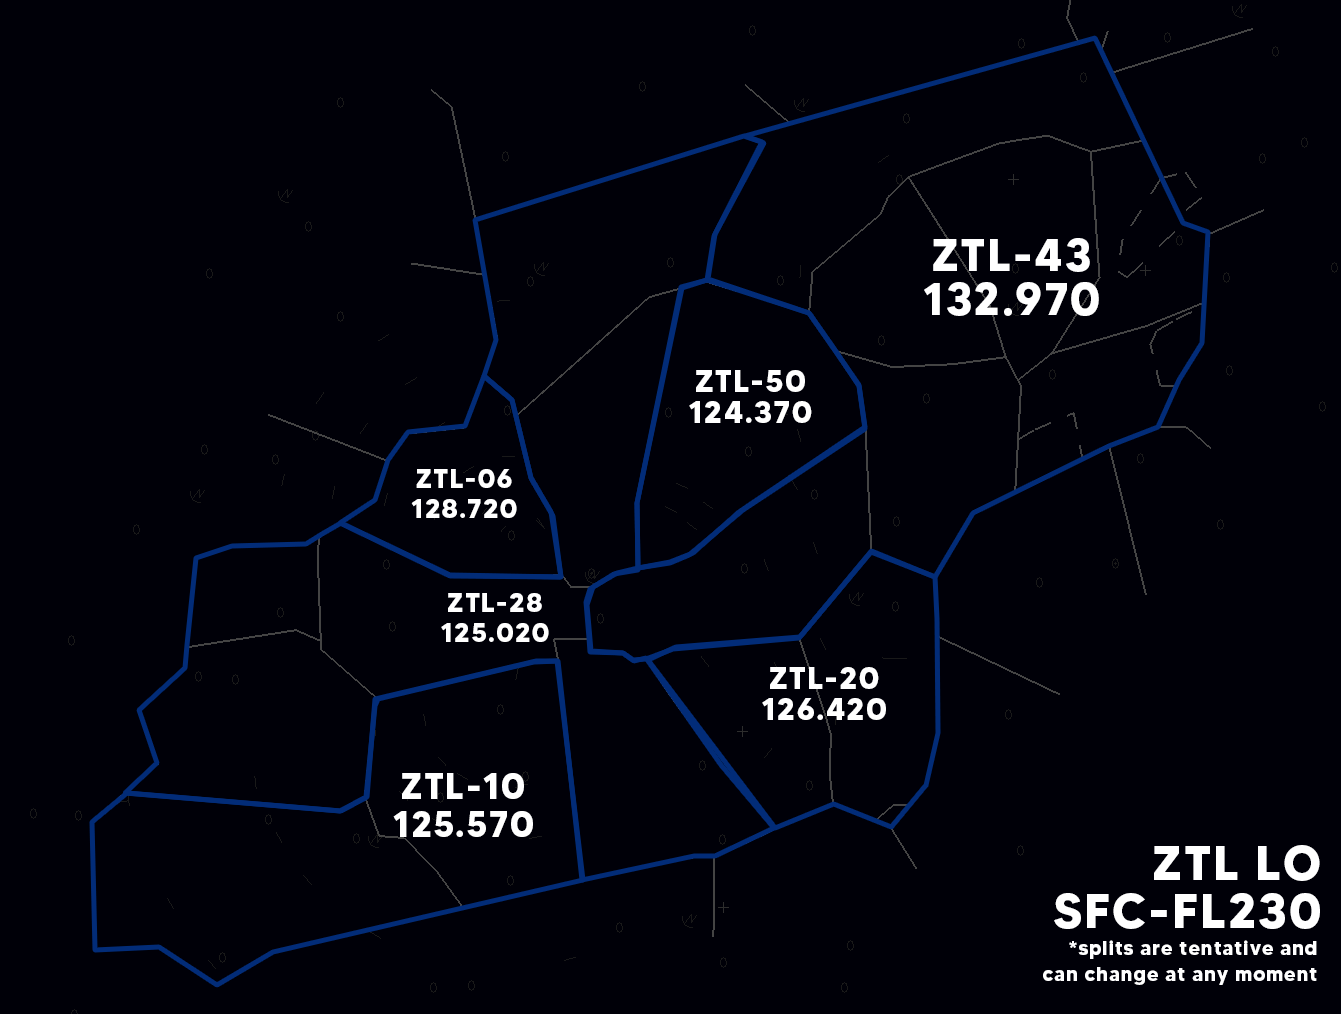 ZTL-43
132.970
ZTL-50
124.370
ZTL-06
128.720
ZTL-28
125.020
ZTL-20
126.420
ZTL-10
125.570
ZTL LO
SFC-FL230
*splits are tentative and
can change at any moment